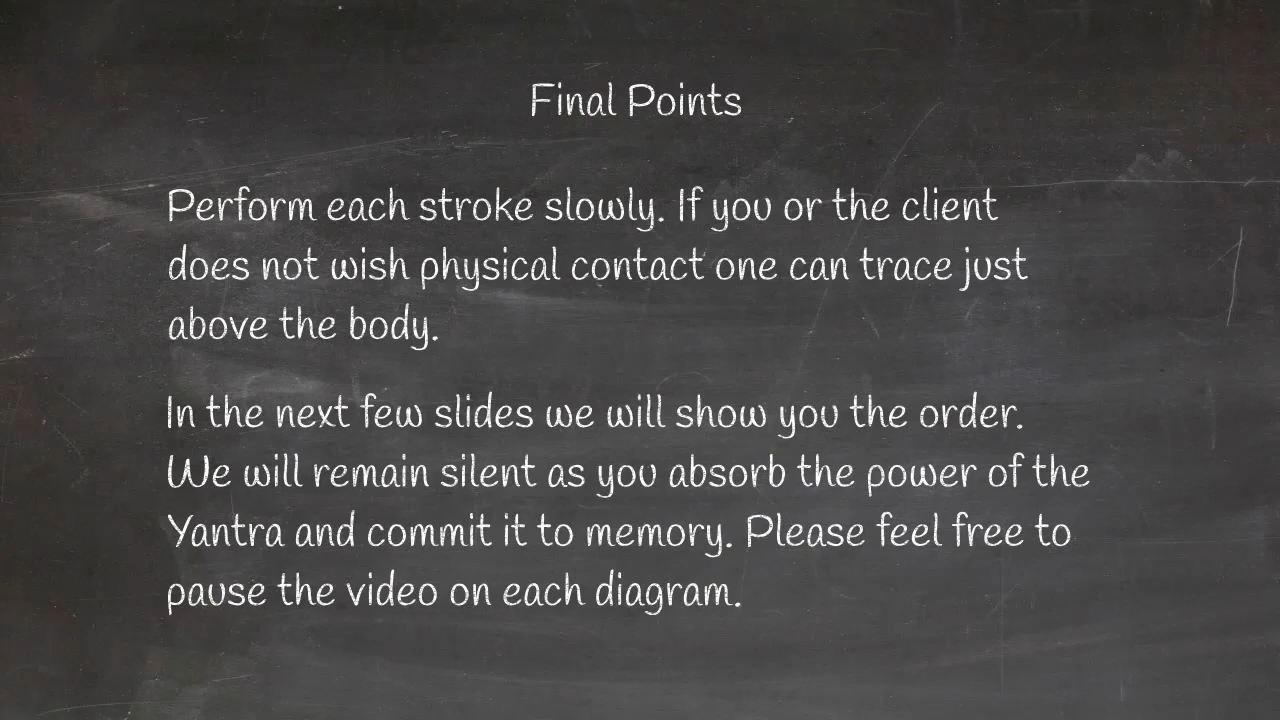 Final Points
Perform each stroke slowly. If you or the client
does not wish physical contact one can trace just
above the body.
In the next few slides we will show you the order.
We will remain silent as you absorb the power of the
Yantra and commit it to memory. Please feel free to
pause the video on each diagram.